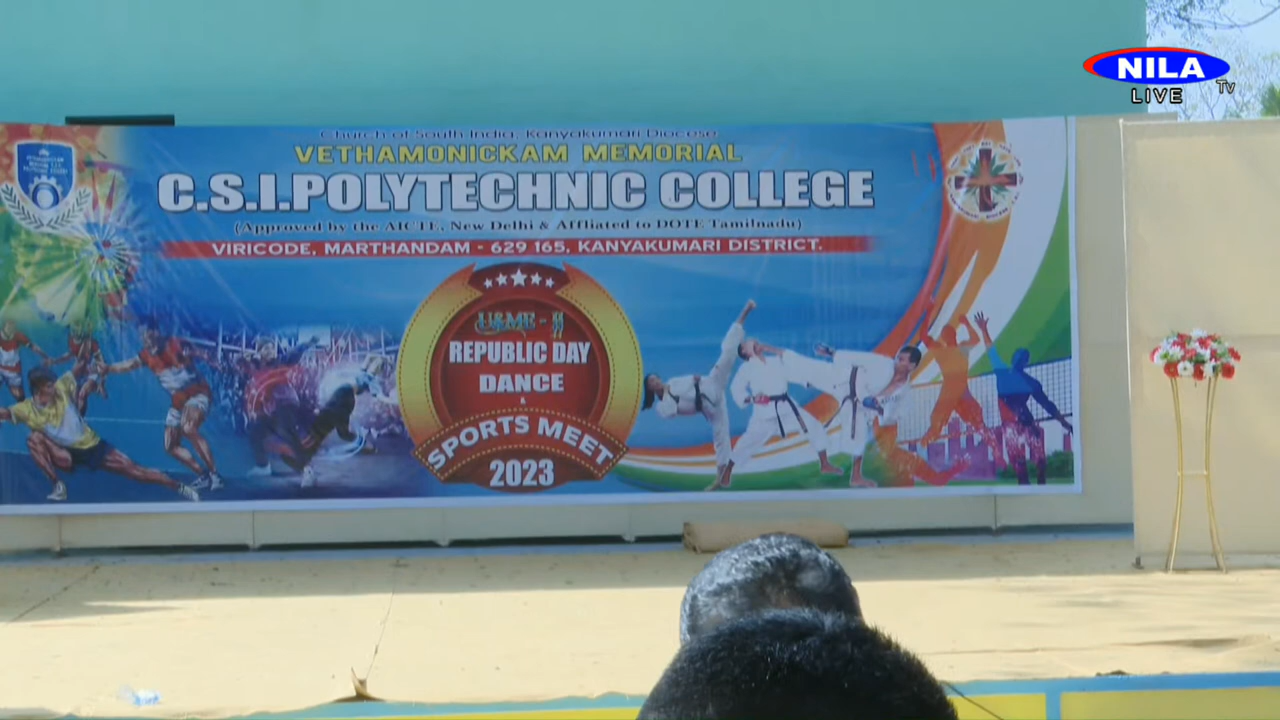 NILA
Tv
LIVE
Church of South India, Kanyakumari Diocese
VETHAMONICKAM MEMORIAL
C.S.I.POLYTECHNIC COLLEGE
(Approved by the AICTE, New Delhi & Affliated to DOTE Tamilnadu)
VIRICODE, MARTHANDAM - 629 165, KANYAKUMARI DISTRICT.
REPUBLIC DAY
DANCE
&
SPORTS MEET
2023